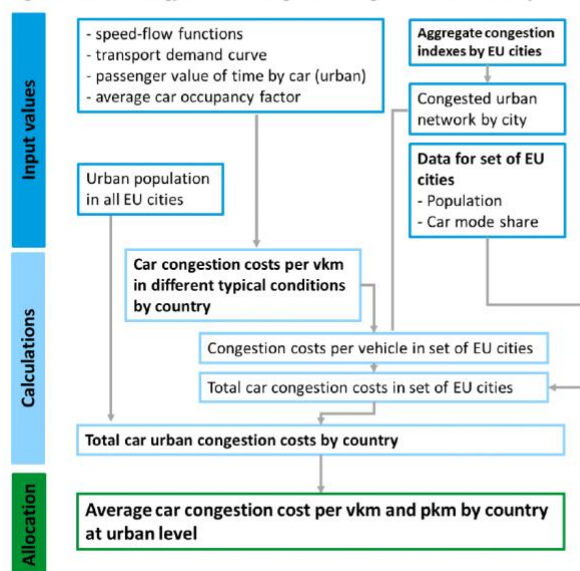 Input values
- speed-flow functions
- transport demand curve
- passenger value of time by car (urban)
- average car occupancy factor
Aggregate congestion
indexes by EU cities
Congested urban
network by city
Data for set of EU
cities
- Population
- Car mode share
Urban population
in all EU cities
Calculations
Car congestion costs per vkm
in different typical conditions
by country
Congestion costs per vehicle in set of EU cities
Total car congestion costs in set of EU cities
Total car urban congestion costs by country
Allocation
Average car congestion cost per vkm and pkm by country
at urban level